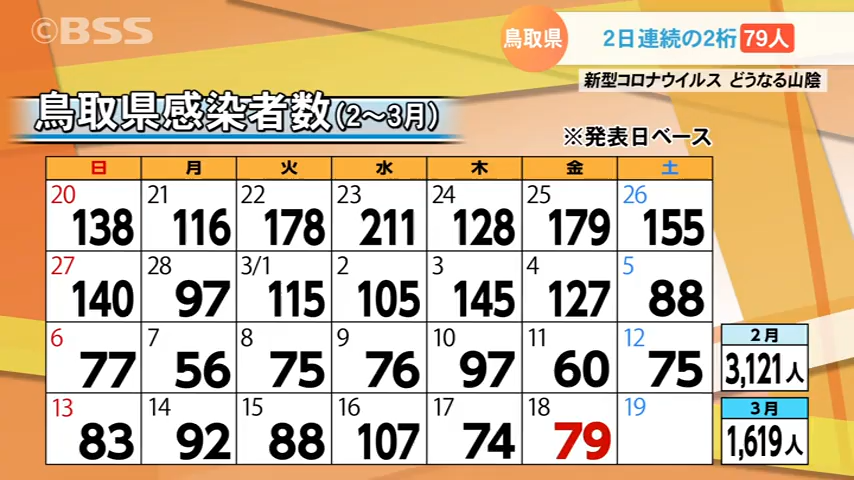 ©BSS
鳥取県 2日連続の2桁 79人
新型コロナウイルス どうなる山陰
鳥取県感染者数(2～3月)
※発表日ベース
日 月 火 水 木 金 土
20 21 22 23 24 25 26
138 116 178 211 128 179 155
27 28 3/1 2 3 4 5
140 97 115 105 145 127 88
6 7 8 9 10 11 12
77 56 75 76 97 60 75
2月
3,121人
13 14 15 16 17 18 19
83 92 88 107 74 79
3月
1,619人